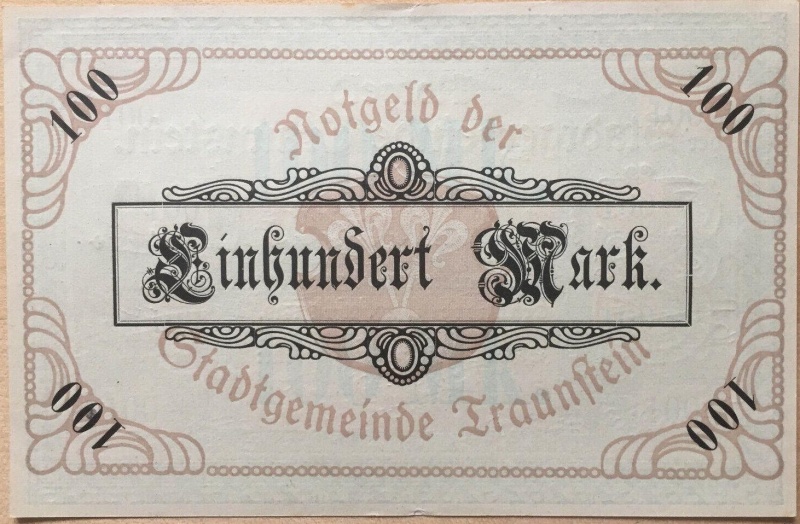 100
100
Notgeld der
Einhundert Mark.
Stadtgemeinde Traunstein
100
100